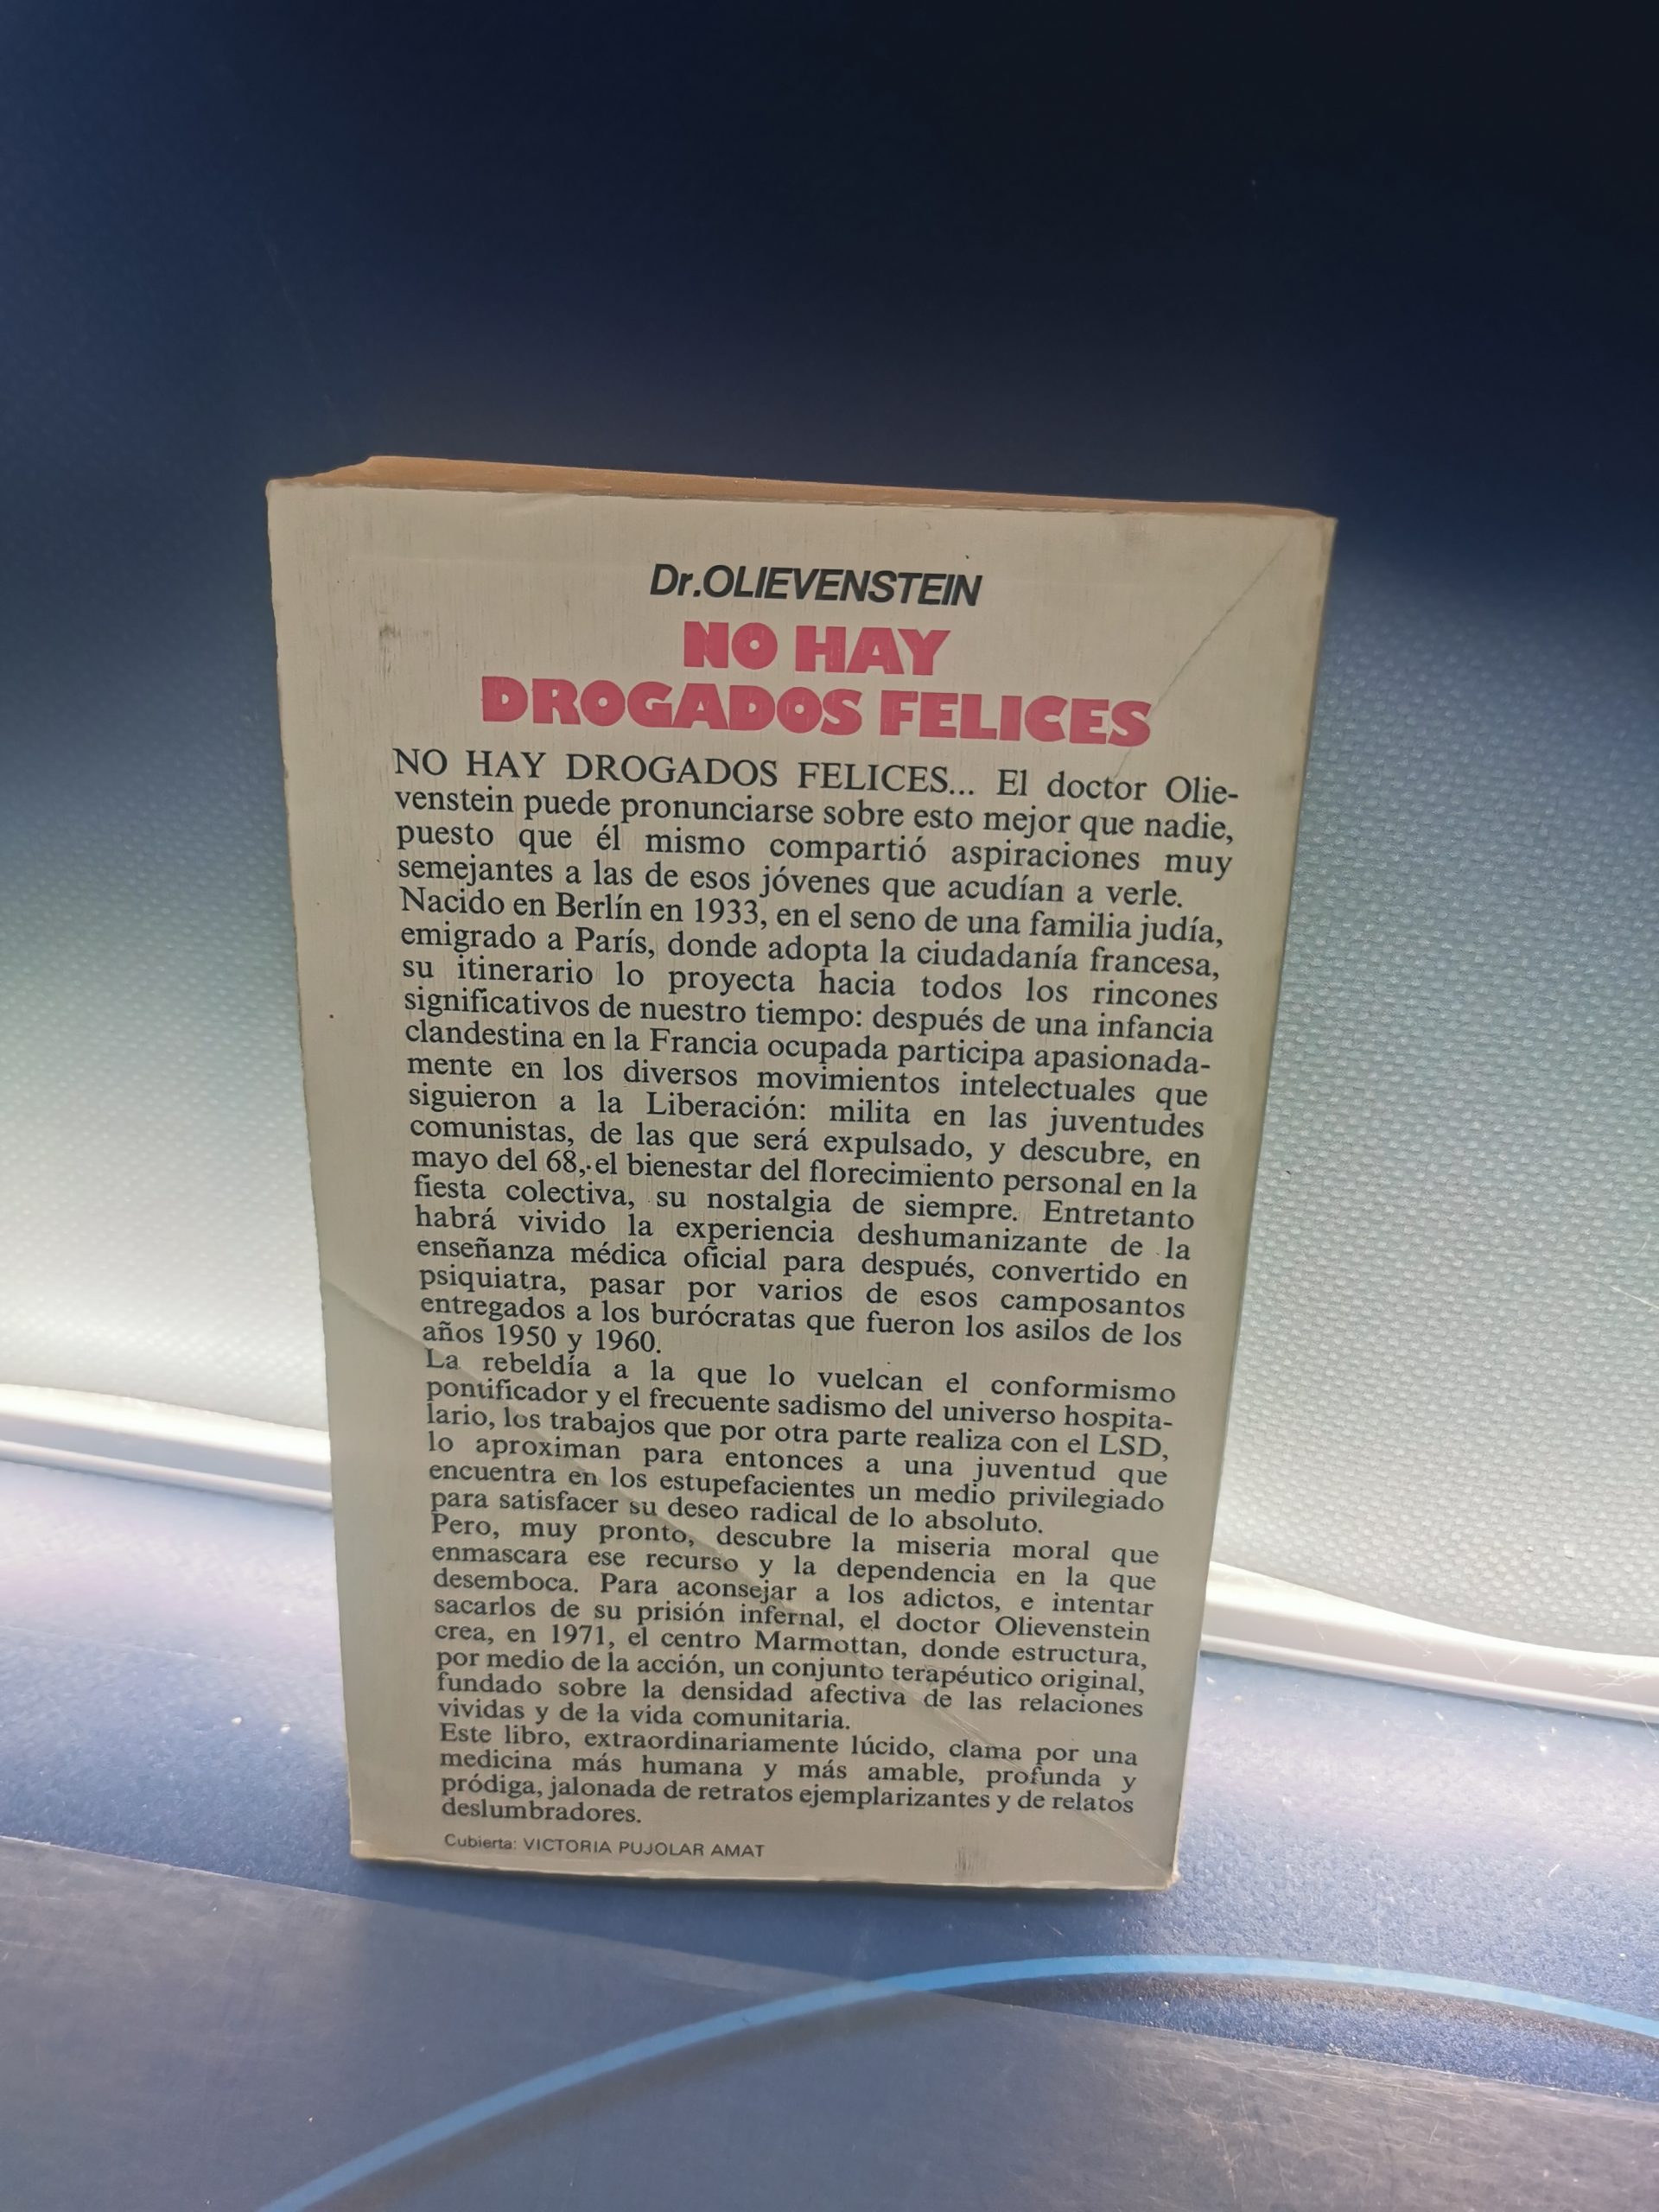 Dr.OLIEVENSTEIN
NO HAY
DROGADOS FELICES
NO HAY DROGADOS FELICES... El doctor Olie-
venstein puede pronunciarse sobre esto mejor que nadie,
puesto que él mismo compartió aspiraciones muy
semejantes a las de esos jóvenes que acudían a verle.
Nacido en Berlín en 1933, en el seno de una familia judía,
emigrado a París, donde adopta la ciudadanía francesa,
su itinerario lo proyecta hacia todos los rincones
significativos de nuestro tiempo: después de una infancia
clandestina en la Francia ocupada participa apasionada-
mente en los diversos movimientos intelectuales que
siguieron a la Liberación: milita en las juventudes
comunistas, de las que será expulsado, y descubre, en
mayo del 68, el bienestar del florecimiento personal en la
fiesta colectiva, su nostalgia de siempre. Entretanto
habrá vivido la experiencia deshumanizante de la
enseñanza médica oficial para después, convertido en
psiquiatra, pasar por varios de esos camposantos
entregados a los burócratas que fueron los asilos de los
años 1950 y 1960.
La rebeldía a la que lo vuelcan el conformismo
pontificador y el frecuente sadismo del universo hospita-
lario, los trabajos que por otra parte realiza con el LSD,
lo aproximan para entonces a una juventud que
encuentra en los estupefacientes un medio privilegiado
para satisfacer su deseo radical de lo absoluto.
Pero, muy pronto, descubre la miseria moral que
enmascara ese recurso y la dependencia en la que
desemboca. Para aconsejar a los adictos, e intentar
sacarlos de su prisión infernal, el doctor Olievenstein
crea, en 1971, el centro Marmottan, donde estructura,
por medio de la acción, un conjunto terapéutico original,
fundado sobre la densidad afectiva de las relaciones
vividas y de la vida comunitaria.
Este libro, extraordinariamente lúcido, clama por una
medicina más humana y más amable, profunda y
pródiga, jalonada de retratos ejemplarizantes y de relatos
deslumbradores.
Cubierta: VICTORIA PUJOLAR AMAT